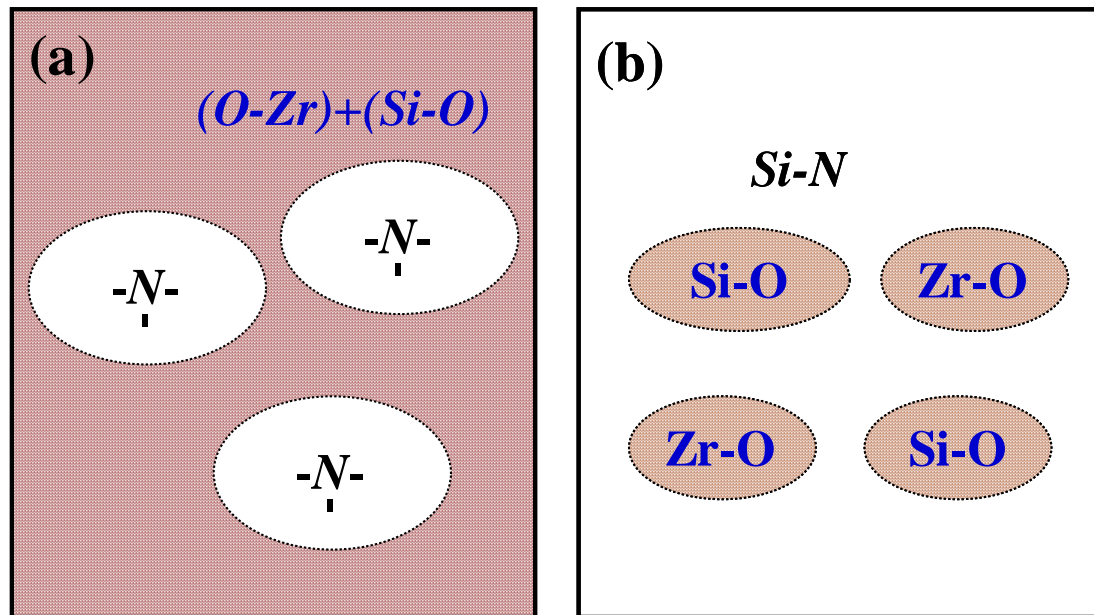 (a)
(O-Zr)+(Si-O)
-N-
-N-
-N-
(b)
Si-N
Si-O
Zr-O
Zr-O
Si-O